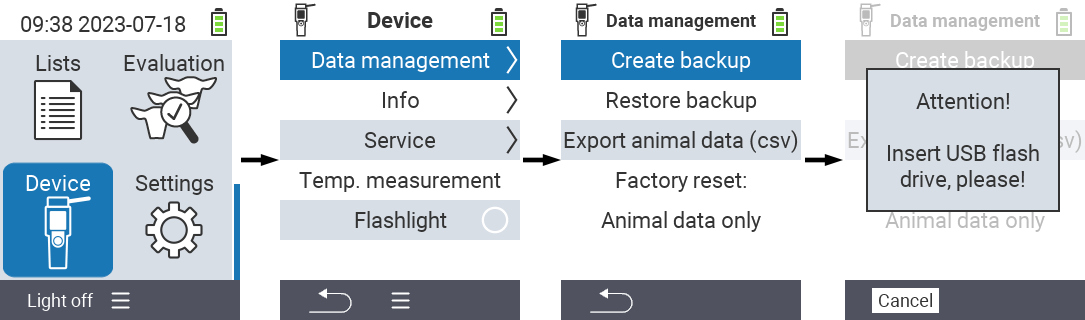 09:38 2023-07-18
Lists
Evaluation
Device
Settings
Light off
Device
Data management
Info
Service
Temp. measurement
Flashlight
Data management
Create backup
Restore backup
Export animal data (csv)
Factory reset:
Animal data only
Data management
Create backup
Attention!
Ex
sv)
Insert USB flash
drive, please!
Animal data only
Cancel